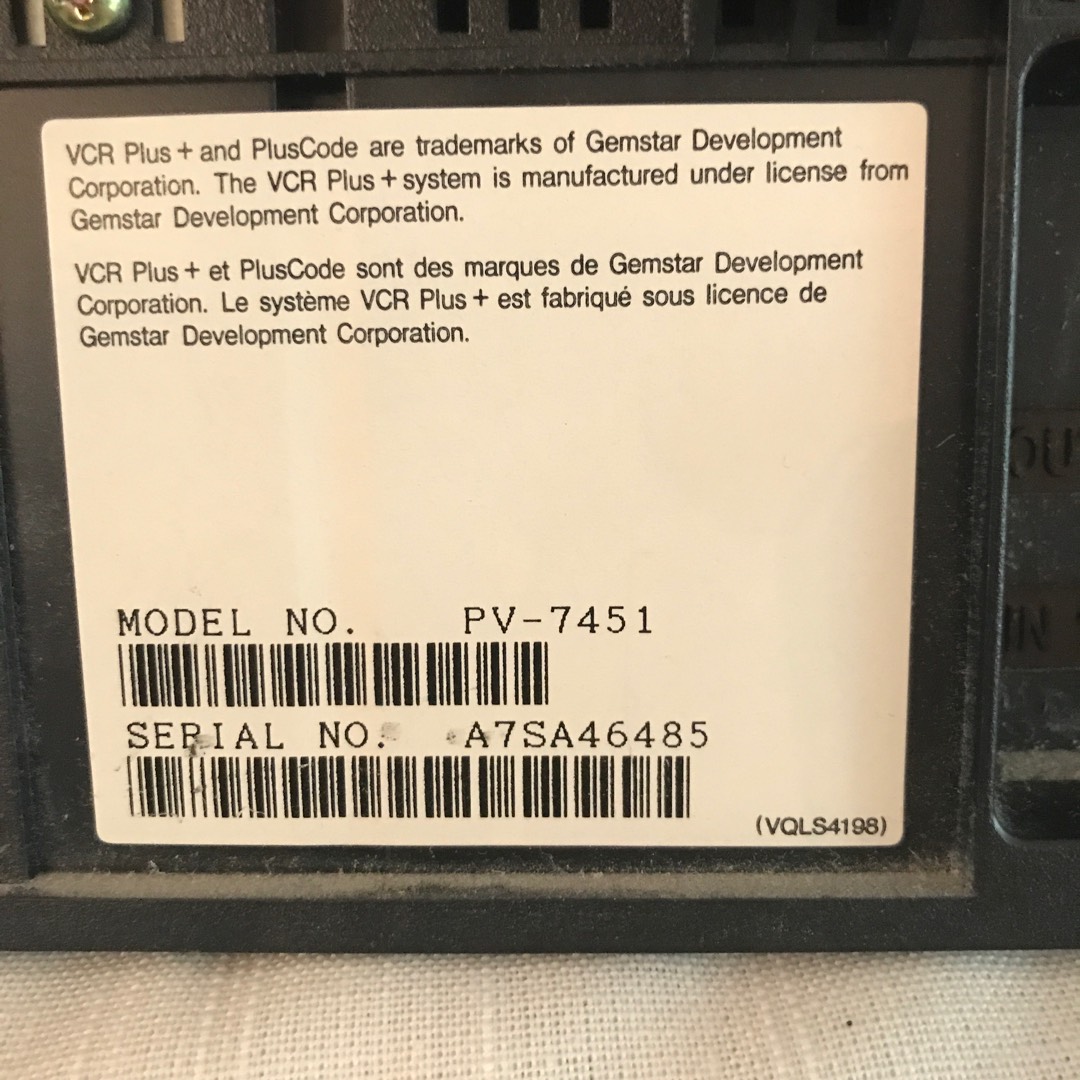 VCR Plus + and PlusCode are trademarks of Gemstar Development
Corporation. The VCR Plus + system is manufactured under license from
Gemstar Development Corporation.
VCR Plus + et PlusCode sont des marques de Gemstar Development
Corporation. Le système VCR Plus + est fabriqué sous licence de
Gemstar Development Corporation.
MODEL NO. PV-7451
SERIAL NO. A7SA46485
(VQLS4198)
IN